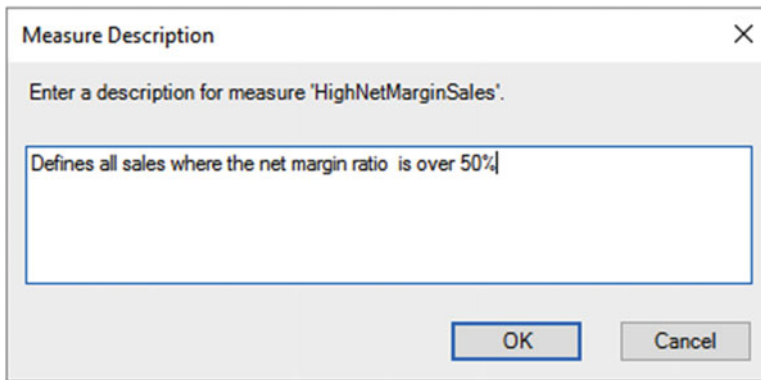 Measure Description
Enter a description for measure 'HighNetMarginSales'.
Defines all sales where the net margin ratio  is over 50%
OK
Cancel